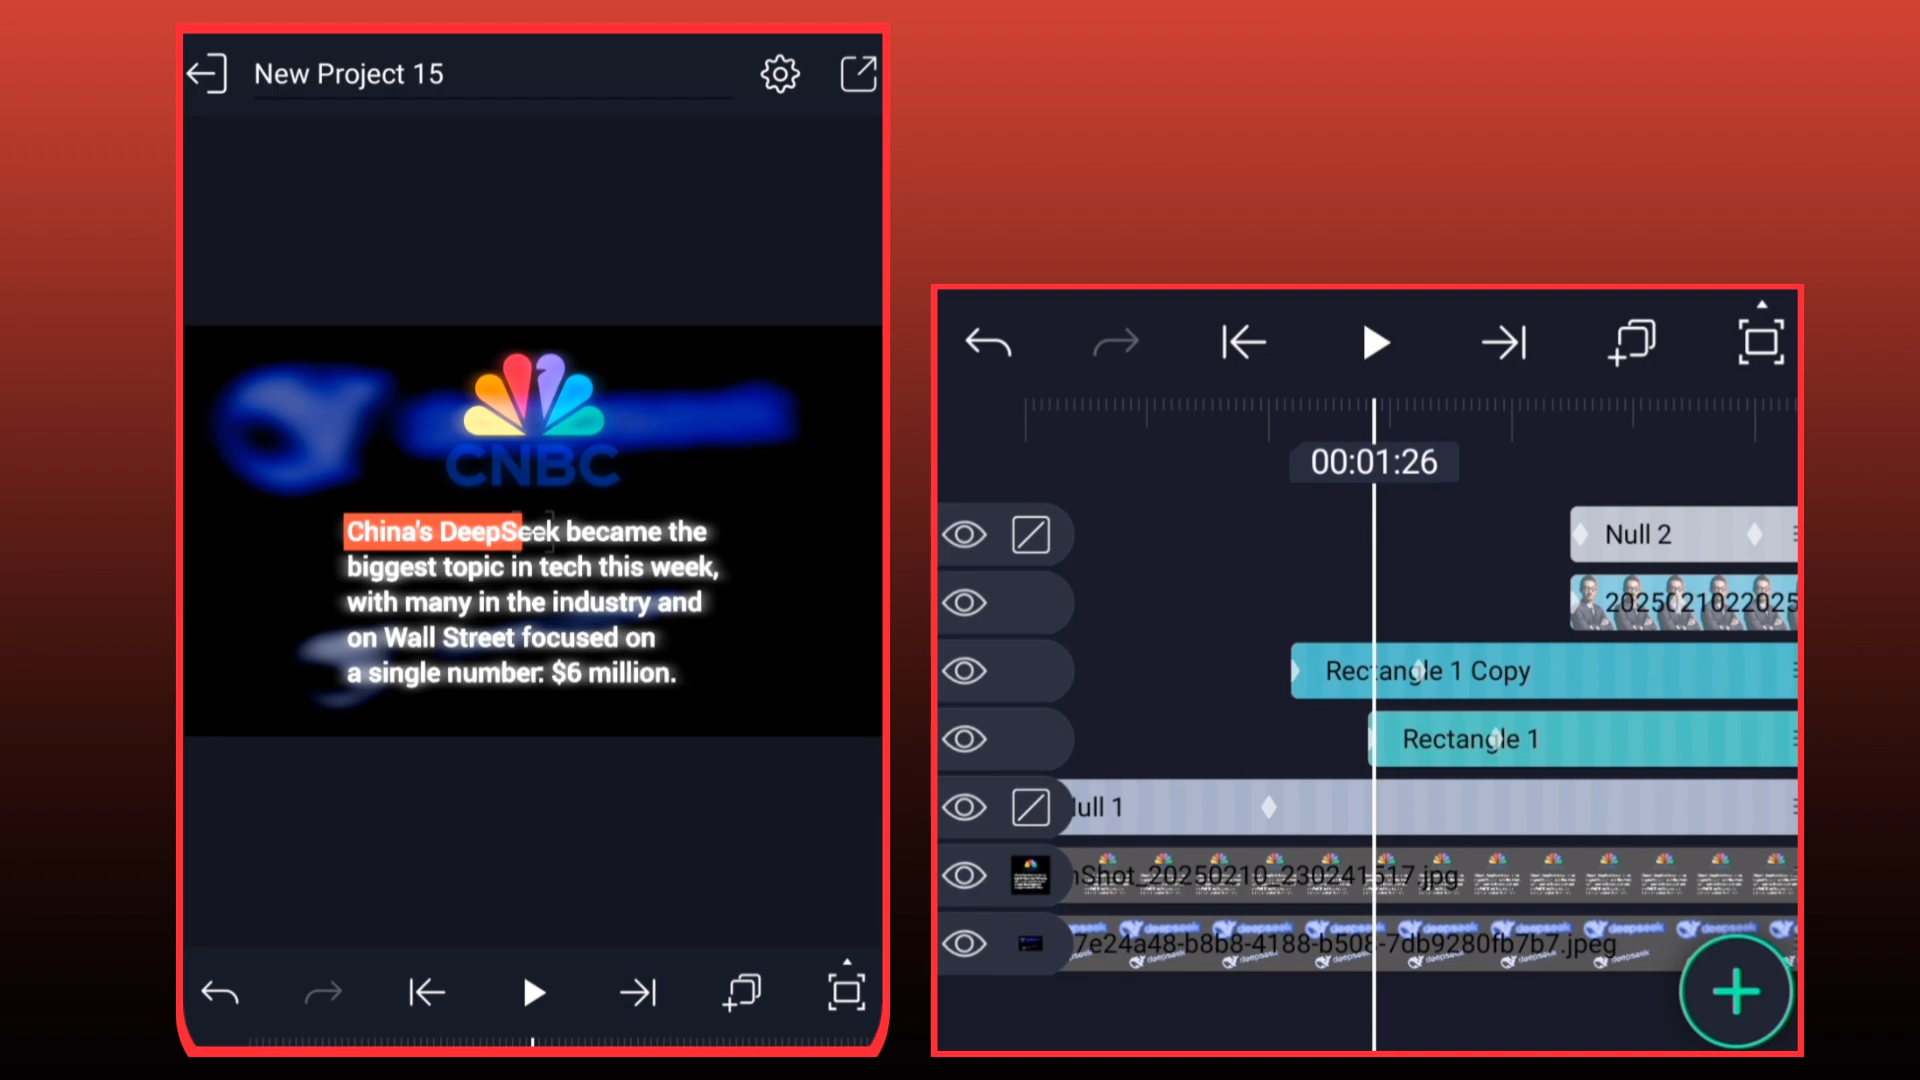 New Project 15
CNBC
China's DeepSeek became the
biggest topic in tech this week,
with many in the industry and
on Wall Street focused on
a single number: $6 million.
00:01:26
Null 2
2025021022025
Rectangle 1 Copy
Rectangle 1
Null 1
nShot_20250210_230241517.jpg
7e24a48-b8b8-4188-b508-7db9280fb7b7.jpeg
deepseek